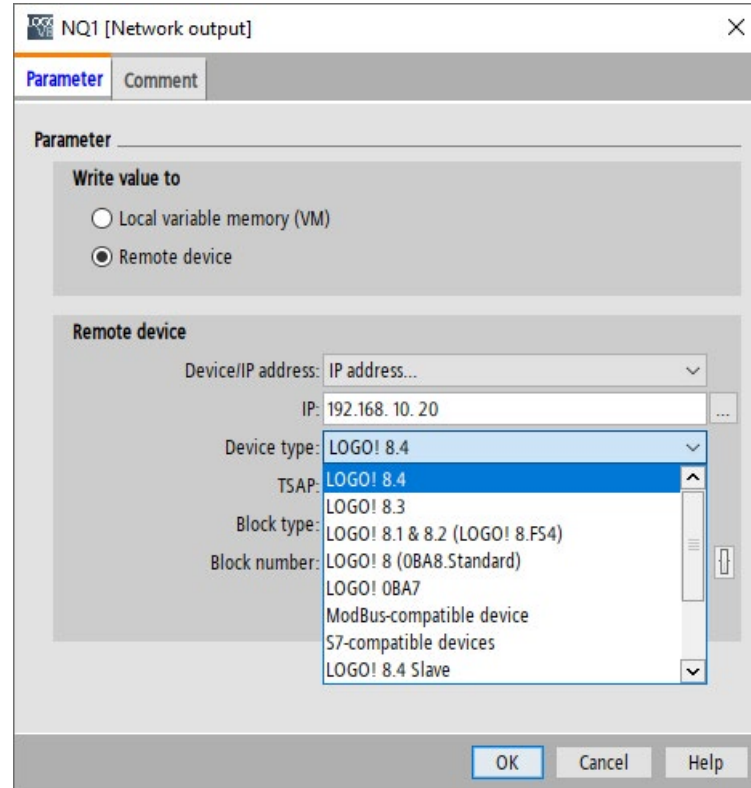 NQ1 [Network output]
Parameter Comment
Parameter
Write value to
Local variable memory (VM)
Remote device
Remote device
Device/IP address: IP address...
IP: 192.168. 10. 20 ...
Device type: LOGO! 8.4
TSAP: LOGO! 8.4
LOGO! 8.3
Block type: LOGO! 8.1 & 8.2 (LOGO! 8.FS4)
Block number: LOGO! 8 (0BA8.Standard)
LOGO! 0BA7
ModBus-compatible device
S7-compatible devices
LOGO! 8.4 Slave
OK Cancel Help